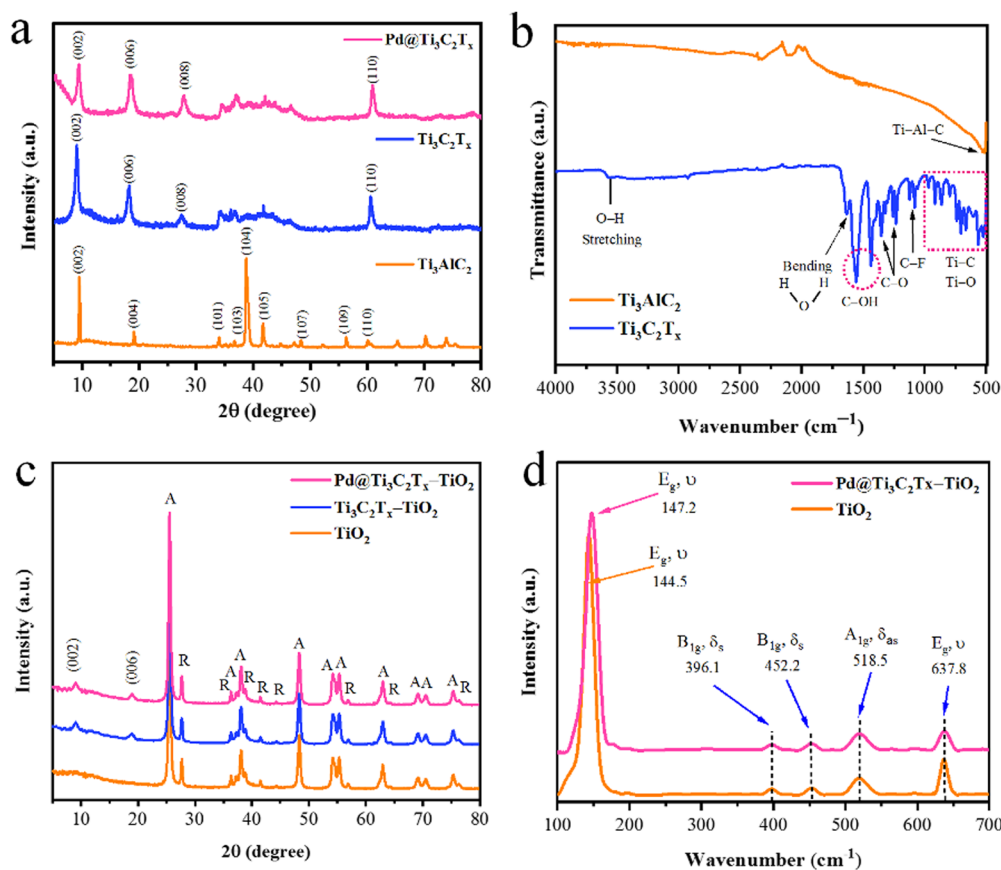 a
Pd@Ti₃C₂Tₓ
(002)
(006)
(008)
(110)
Ti₃C₂Tₓ
(002)
(006)
(008)
(110)
Ti₃AlC₂
(002)
(004)
(101)
(103)
(104)
(105)
(107)
(109)
(110)
Intensity (a.u.)
10 20 30 40 50 60 70 80
2θ (degree)
b
Ti–Al–C
O–H
Stretching
Bending
H H
O
C–OH
C–O
C–F
Ti–C
Ti–O
Ti₃AlC₂
Ti₃C₂Tₓ
Transmittance (a.u.)
4000 3500 3000 2500 2000 1500 1000 500
Wavenumber (cm⁻¹)
c
Pd@Ti₃C₂Tₓ–TiO₂
Ti₃C₂Tₓ–TiO₂
TiO₂
(002)
(006)
A
R
R
A
A
R
R
R
A
A
A
R
A
R
A
A
A
R
Intensity (a.u.)
5 10 20 30 40 50 60 70 80
2θ (degree)
d
Pd@Ti₃C₂Tx–TiO₂
TiO₂
E_g, υ
147.2
E_g, υ
144.5
B₁g, δₛ
396.1
B₁g, δₛ
452.2
A₁g, δₐₛ
518.5
E_g, υ
637.8
Intensity (a.u.)
100 200 300 400 500 600 700
Wavenumber (cm⁻¹)